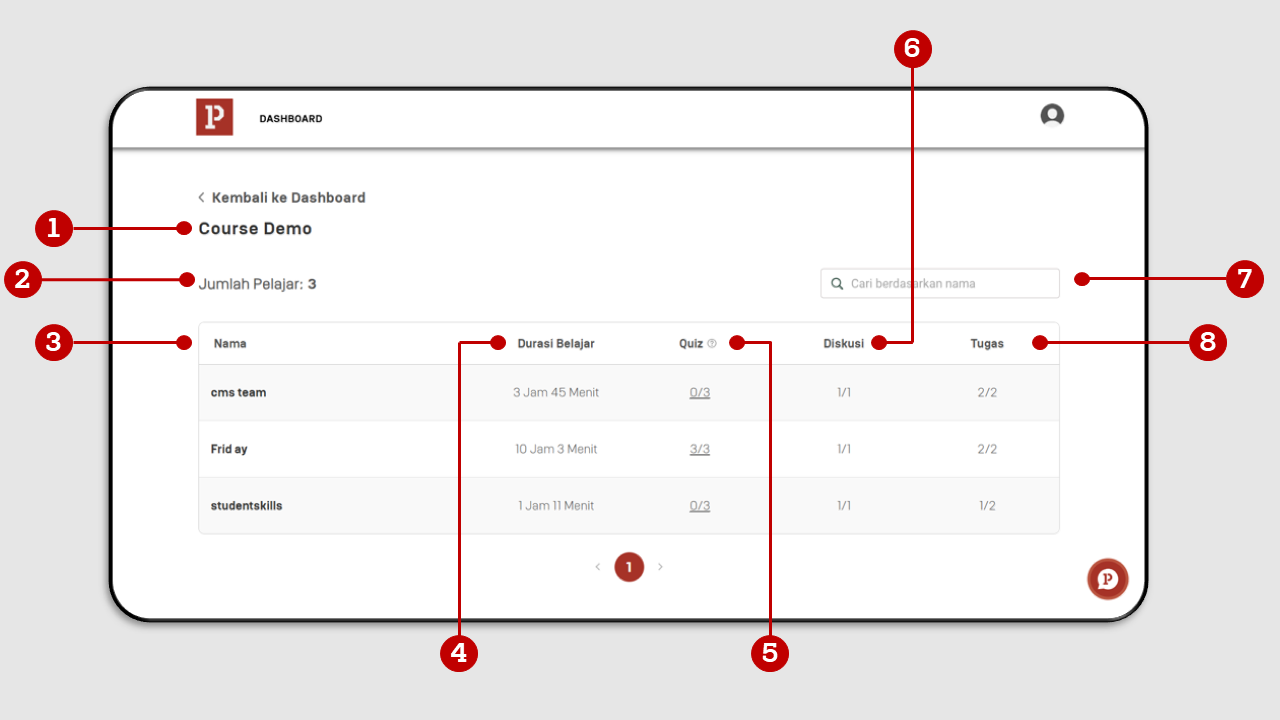 6
P DASHBOARD
Kembali ke Dashboard
1 Course Demo
2 Jumlah Pelajar: 3
Cari berdasarkan nama 7
3 Nama Durasi Belajar Quiz ? Diskusi Tugas 8
cms team 3 Jam 45 Menit 0/3 1/1 2/2
Frid ay 10 Jam 3 Menit 3/3 1/1 2/2
studentskills 1 Jam 11 Menit 0/3 1/1 1/2
< 1 >
P
4 5